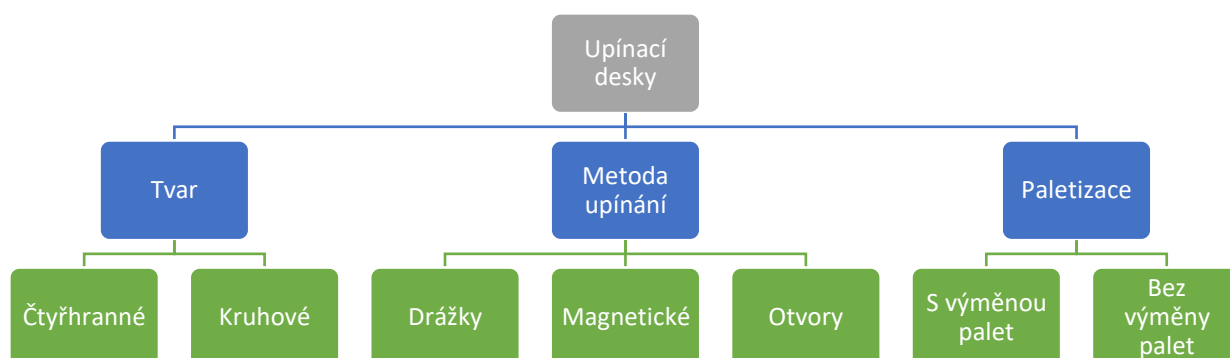 Upínací
desky
Tvar
Metoda
upínání
Paletizace
Čtyřhranné
Kruhové
Drážky
Magnetické
Otvory
S výměnou
palet
Bez
výměny
palet